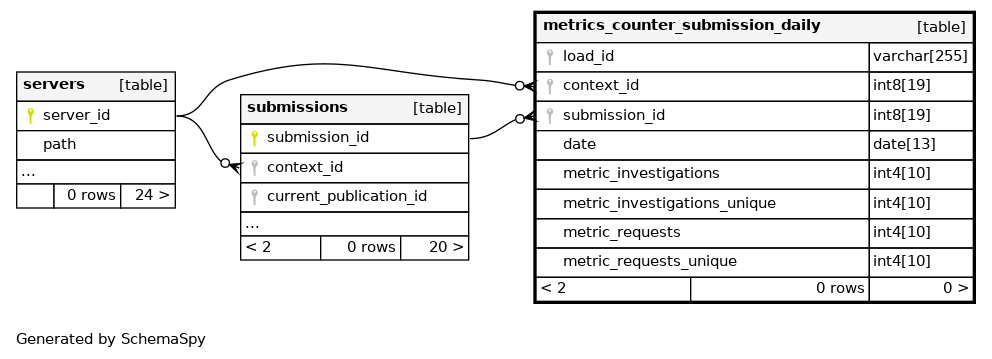 servers [table]
server_id
path
...
0 rows 24 >
submissions [table]
submission_id
context_id
current_publication_id
...
< 2 0 rows 20 >
metrics_counter_submission_daily [table]
load_id varchar[255]
context_id int8[19]
submission_id int8[19]
date date[13]
metric_investigations int4[10]
metric_investigations_unique int4[10]
metric_requests int4[10]
metric_requests_unique int4[10]
< 2 0 rows 0 >
Generated by SchemaSpy